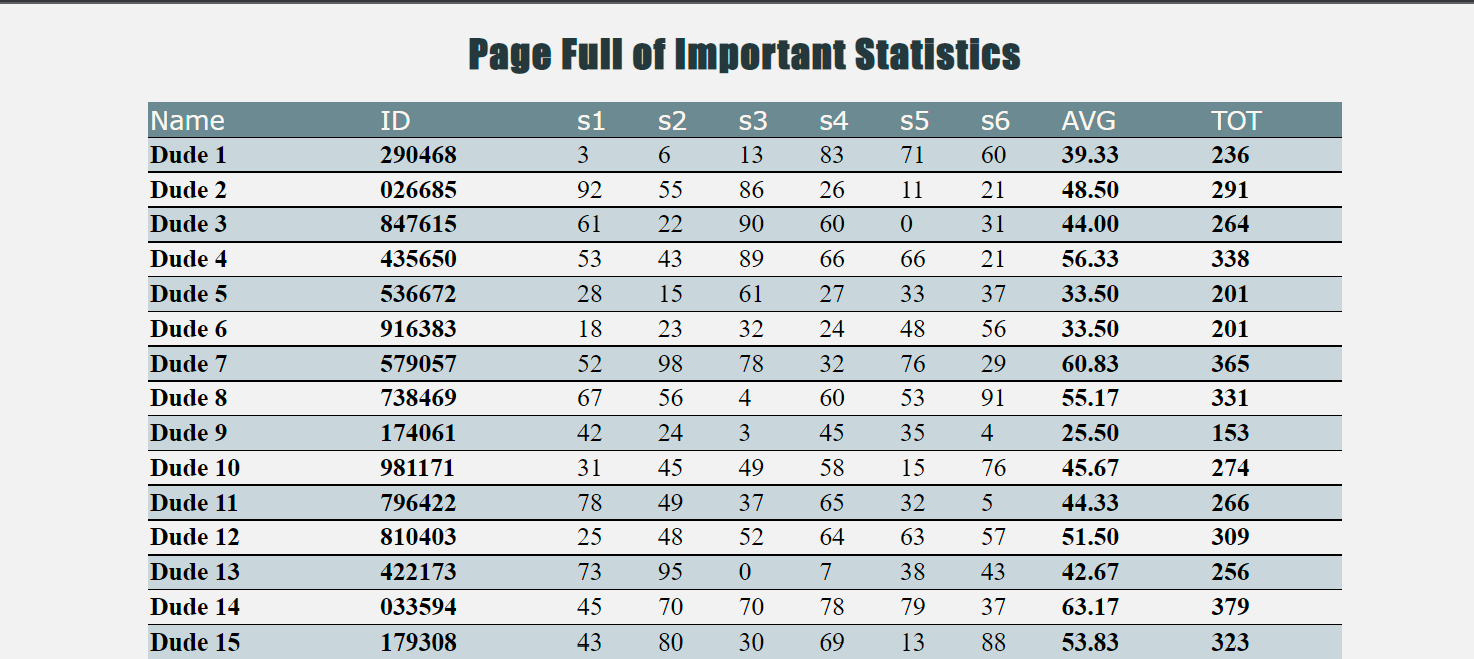 Page Full of Important Statistics
Name ID s1 s2 s3 s4 s5 s6 AVG TOT
Dude 1 290468 3 6 13 83 71 60 39.33 236
Dude 2 026685 92 55 86 26 11 21 48.50 291
Dude 3 847615 61 22 90 60 0 31 44.00 264
Dude 4 435650 53 43 89 66 66 21 56.33 338
Dude 5 536672 28 15 61 27 33 37 33.50 201
Dude 6 916383 18 23 32 24 48 56 33.50 201
Dude 7 579057 52 98 78 32 76 29 60.83 365
Dude 8 738469 67 56 4 60 53 91 55.17 331
Dude 9 174061 42 24 3 45 35 4 25.50 153
Dude 10 981171 31 45 49 58 15 76 45.67 274
Dude 11 796422 78 49 37 65 32 5 44.33 266
Dude 12 810403 25 48 52 64 63 57 51.50 309
Dude 13 422173 73 95 0 7 38 43 42.67 256
Dude 14 033594 45 70 70 78 79 37 63.17 379
Dude 15 179308 43 80 30 69 13 88 53.83 323